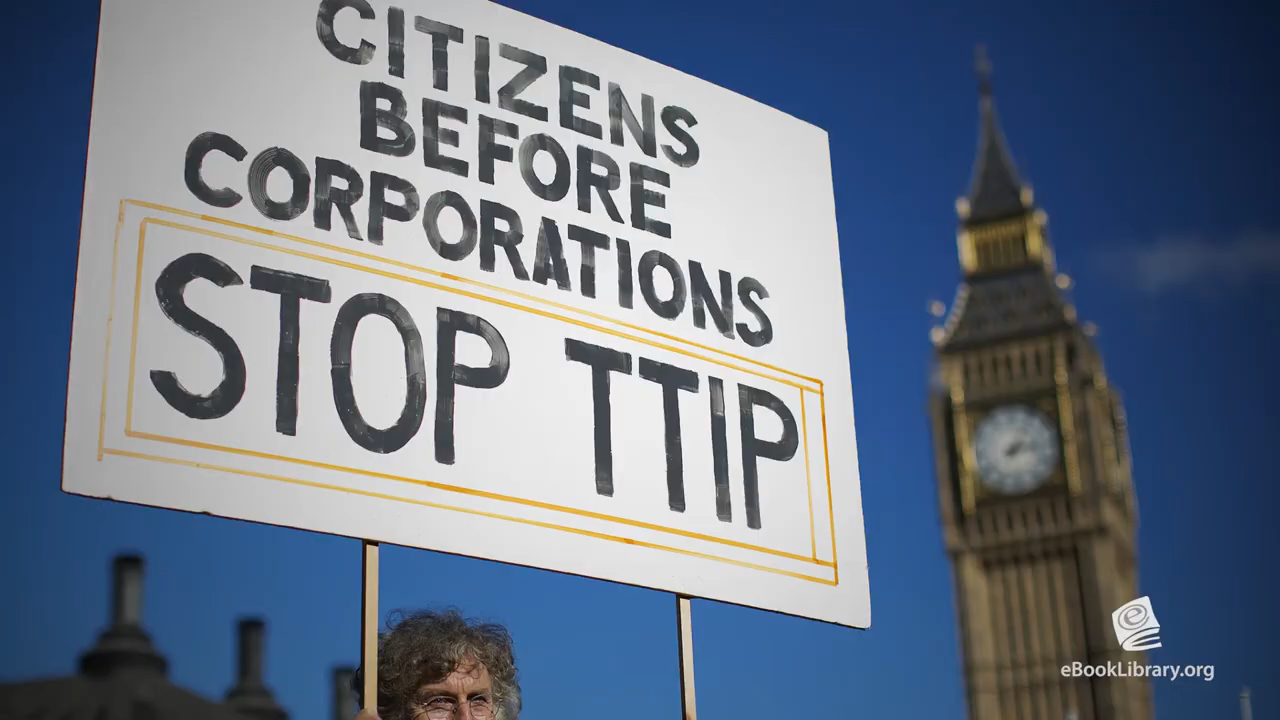 CITIZENS
BEFORE
CORPORATIONS
STOP TTIP
e
eBookLibrary.org